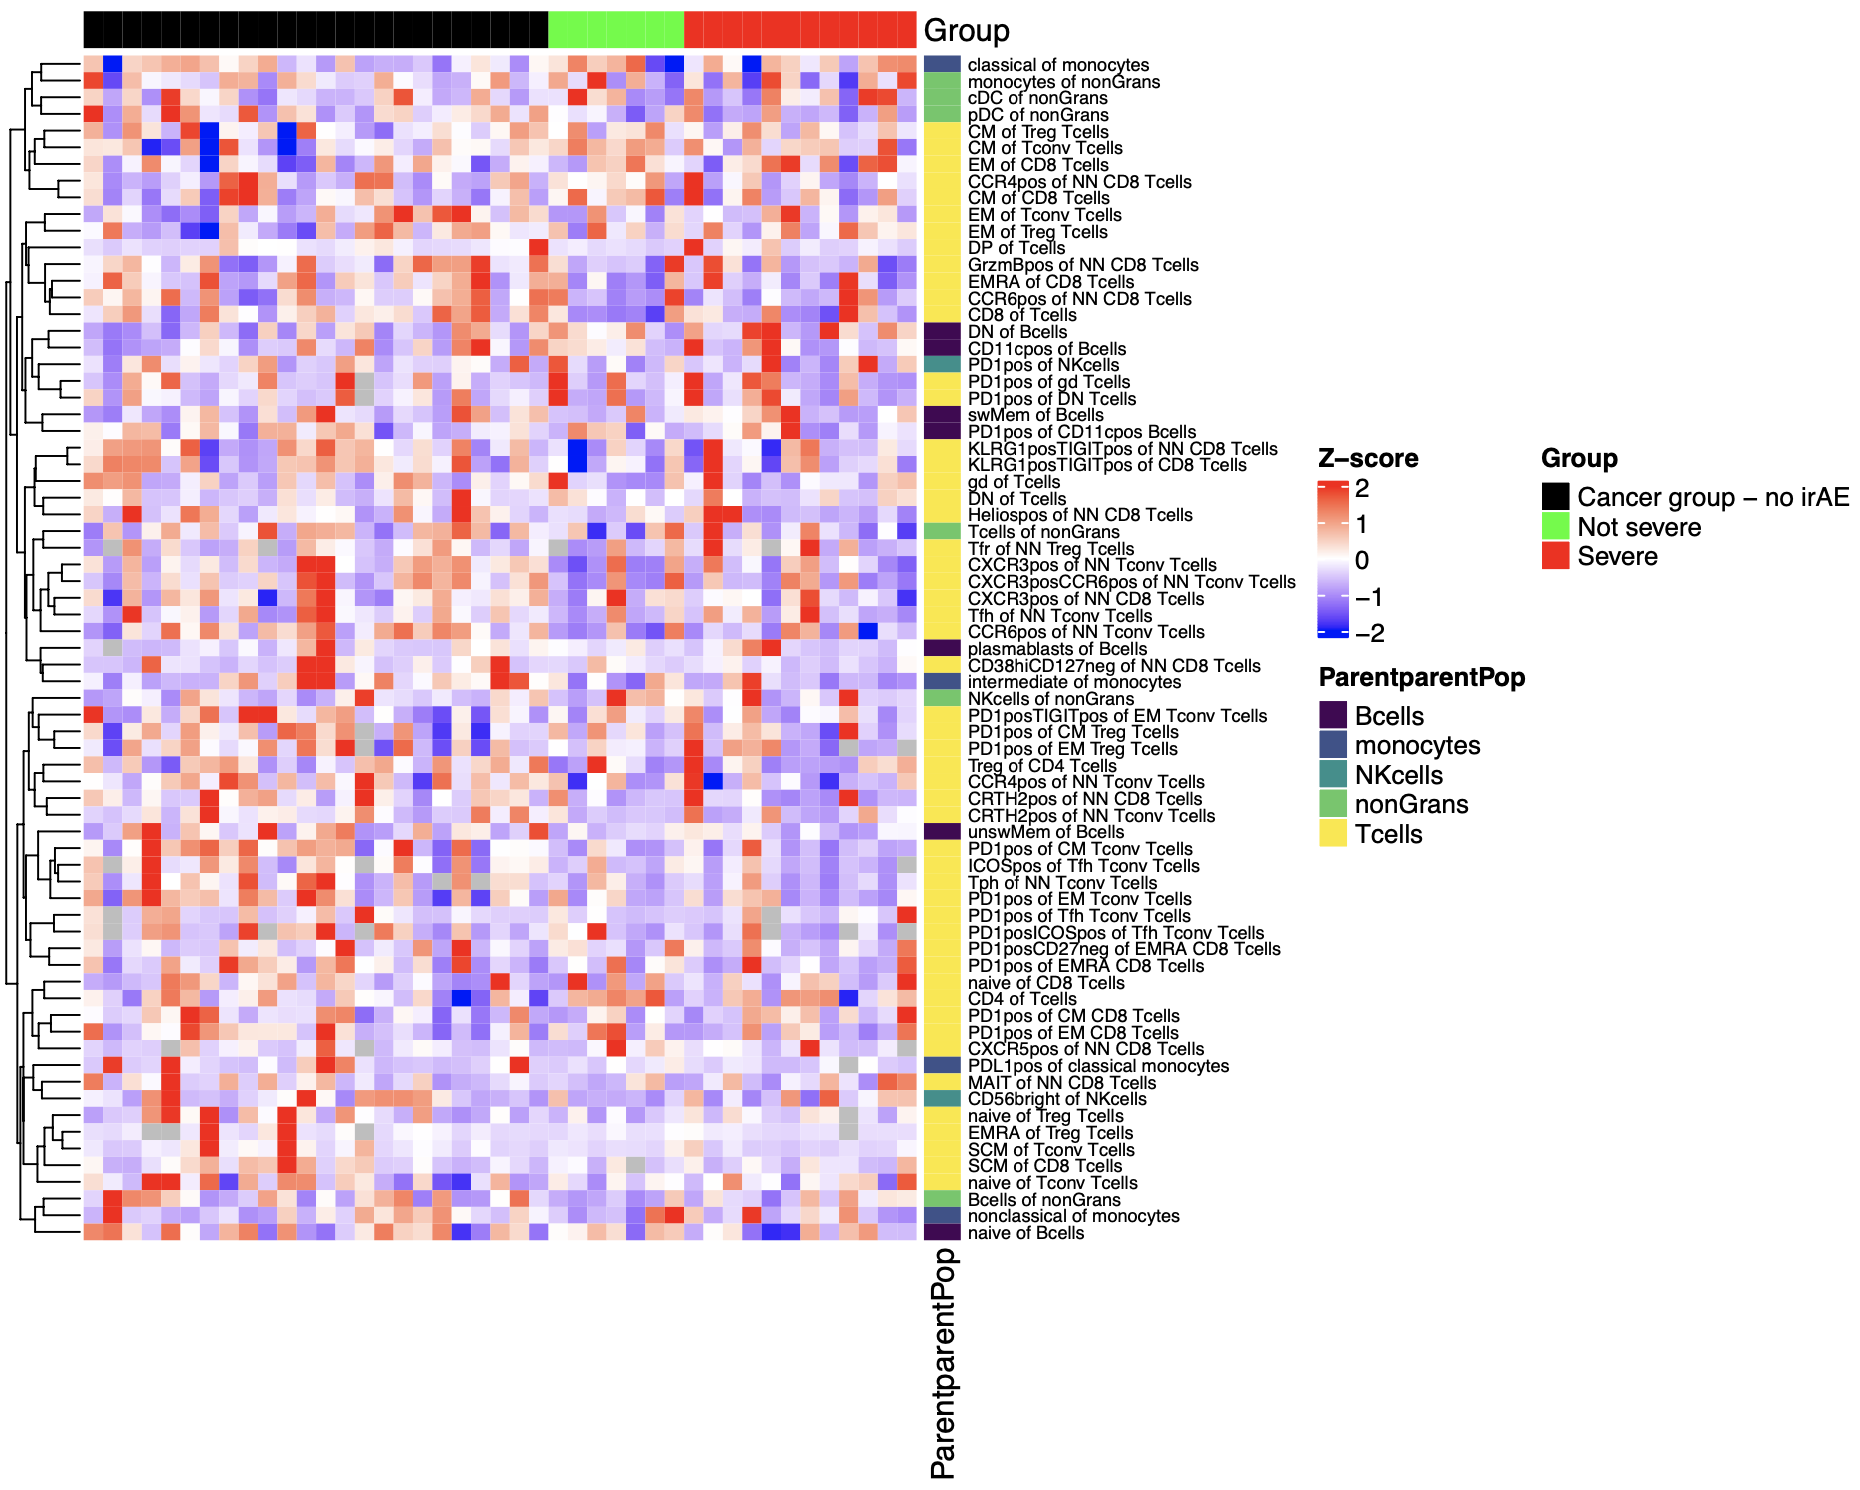 Group
classical of monocytes
monocytes of nonGrans
cDC of nonGrans
pDC of nonGrans
CM of Treg Tcells
CM of Tconv Tcells
EM of CD8 Tcells
CCR4pos of NN CD8 Tcells
CM of CD8 Tcells
EM of Tconv Tcells
EM of Treg Tcells
DP of Tcells
GrzmBpos of NN CD8 Tcells
EMRA of CD8 Tcells
CCR6pos of NN CD8 Tcells
CD8 of Tcells
DN of Bcells
CD11cpos of Bcells
PD1pos of NKcells
PD1pos of gd Tcells
PD1pos of DN Tcells
swMem of Bcells
PD1pos of CD11cpos Bcells
KLRG1posTIGITpos of NN CD8 Tcells
KLRG1posTIGITpos of CD8 Tcells
gd of Tcells
DN of Tcells
Heliospos of NN CD8 Tcells
Tcells of nonGrans
Tfr of NN Treg Tcells
CXCR3pos of NN Tconv Tcells
CXCR3posCCR6pos of NN Tconv Tcells
CXCR3pos of NN CD8 Tcells
Tfh of NN Tconv Tcells
CCR6pos of NN Tconv Tcells
plasmablasts of Bcells
CD38hiCD127neg of NN CD8 Tcells
intermediate of monocytes
NKcells of nonGrans
PD1posTIGITpos of EM Tconv Tcells
PD1pos of CM Treg Tcells
PD1pos of EM Treg Tcells
Treg of CD4 Tcells
CCR4pos of NN Tconv Tcells
CRTH2pos of NN CD8 Tcells
CRTH2pos of NN Tconv Tcells
unswMem of Bcells
PD1pos of CM Tconv Tcells
ICOSpos of Tfh Tconv Tcells
Tph of NN Tconv Tcells
PD1pos of EM Tconv Tcells
PD1pos of Tfh Tconv Tcells
PD1posICOSpos of Tfh Tconv Tcells
PD1posCD27neg of EMRA CD8 Tcells
PD1pos of EMRA CD8 Tcells
naive of CD8 Tcells
CD4 of Tcells
PD1pos of CM CD8 Tcells
PD1pos of EM CD8 Tcells
CXCR5pos of NN CD8 Tcells
PDL1pos of classical monocytes
MAIT of NN CD8 Tcells
CD56bright of NKcells
naive of Treg Tcells
EMRA of Treg Tcells
SCM of Tconv Tcells
SCM of CD8 Tcells
naive of Tconv Tcells
Bcells of nonGrans
nonclassical of monocytes
naive of Bcells
ParentparentPop
Z−score
2
1
0
−1
−2
Group
Cancer group − no irAE
Not severe
Severe
ParentparentPop
Bcells
monocytes
NKcells
nonGrans
Tcells